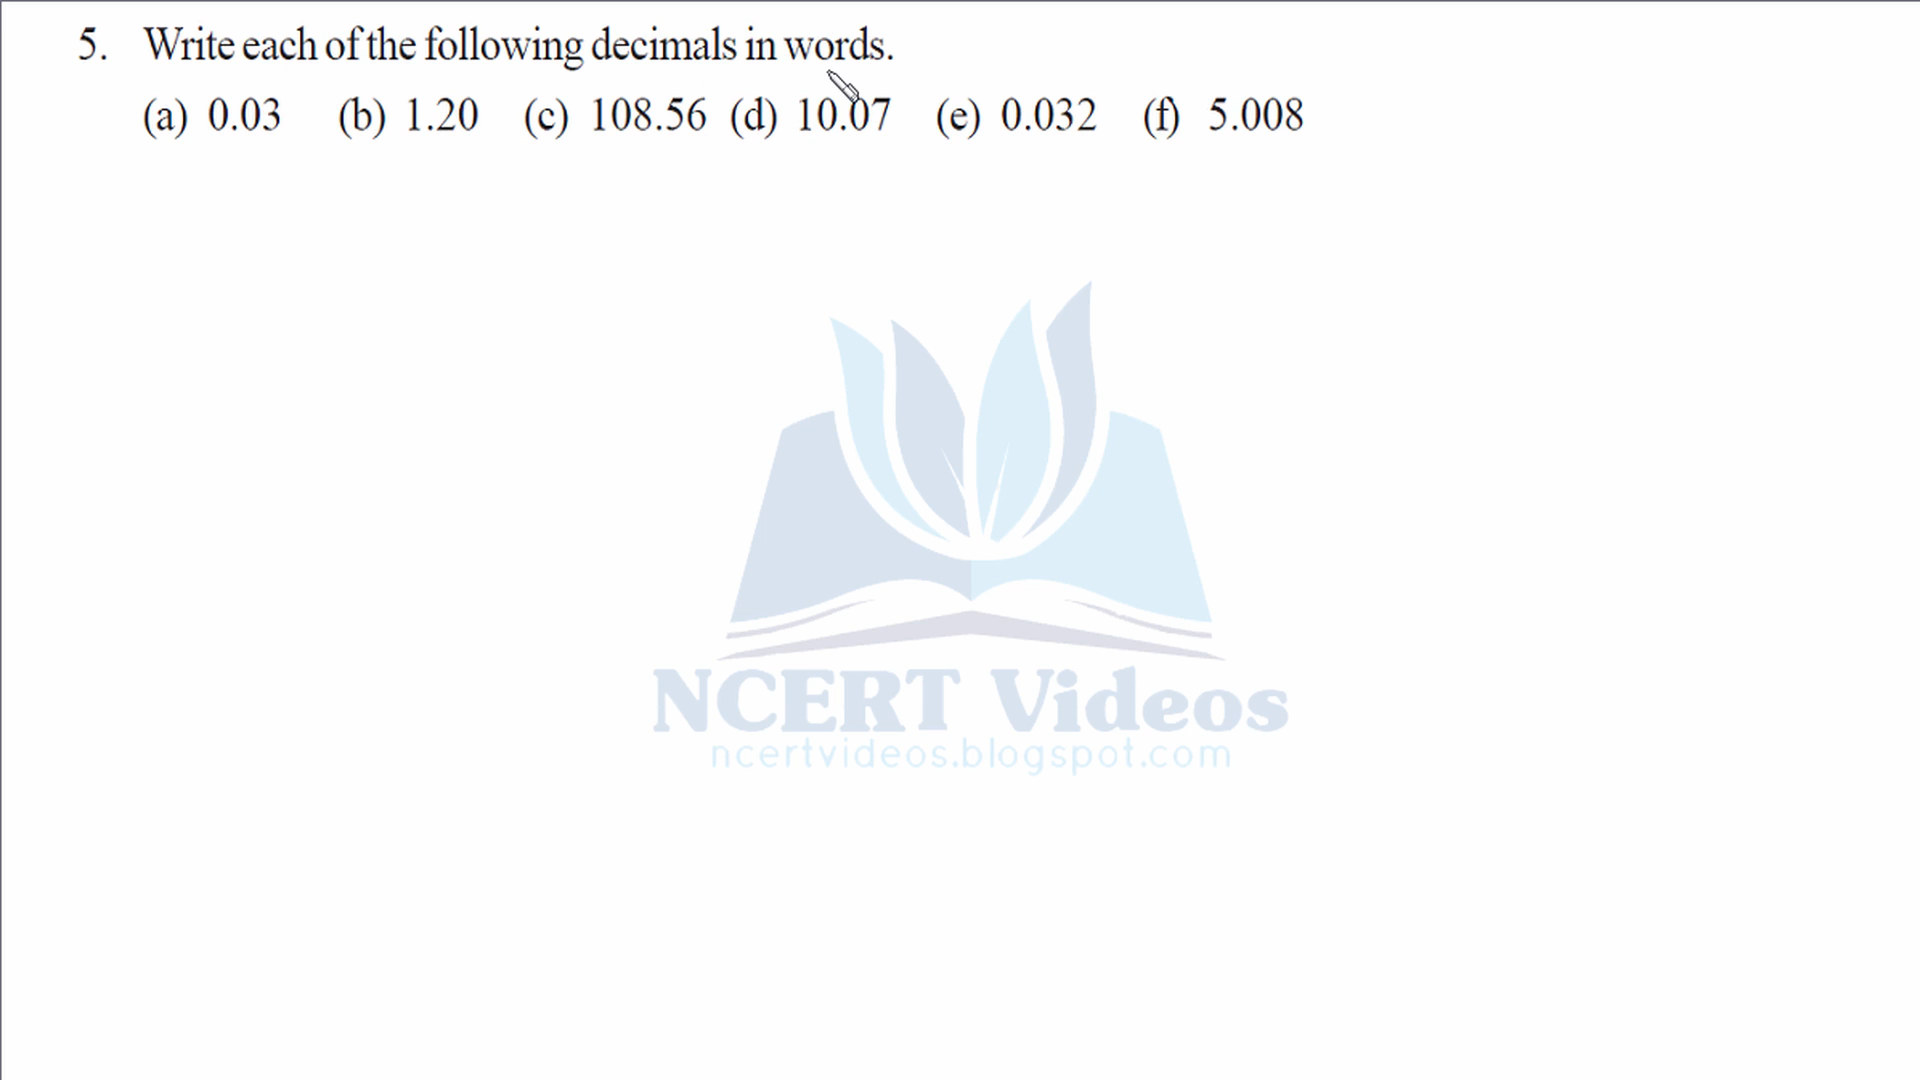 5. Write each of the following decimals in words.
(a) 0.03 (b) 1.20 (c) 108.56 (d) 10.07 (e) 0.032 (f) 5.008
NCERT Videos
ncertvideos.blogspot.com